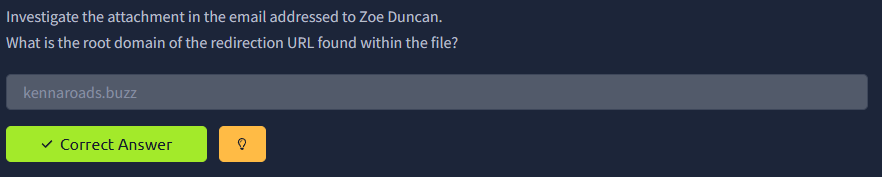 Investigate the attachment in the email addressed to Zoe Duncan.
What is the root domain of the redirection URL found within the file?
kennaroads.buzz
Correct Answer